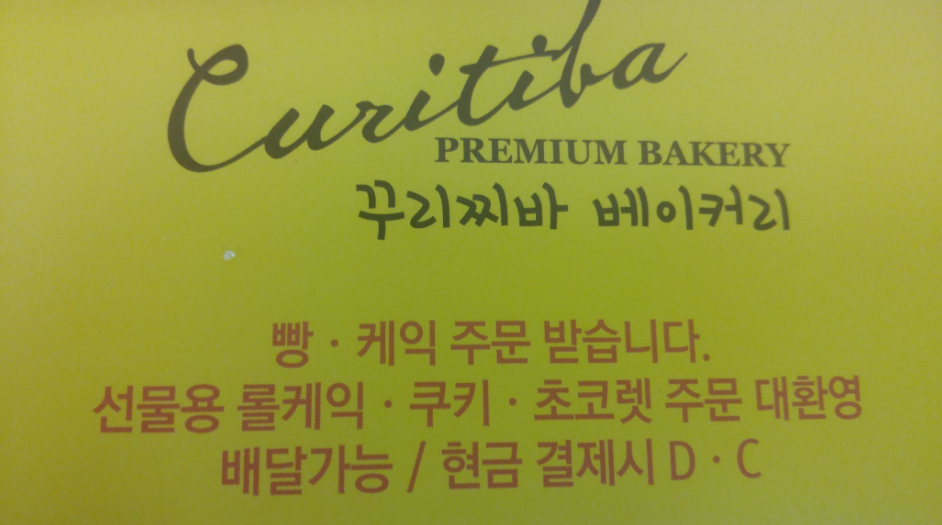 Curitiba
PREMIUM BAKERY
꾸리찌바 베이커리
빵 · 케익 주문 받습니다.
선물용 롤케익 · 쿠키 · 초코렛 주문 대환영
배달가능 / 현금 결제시 D · C